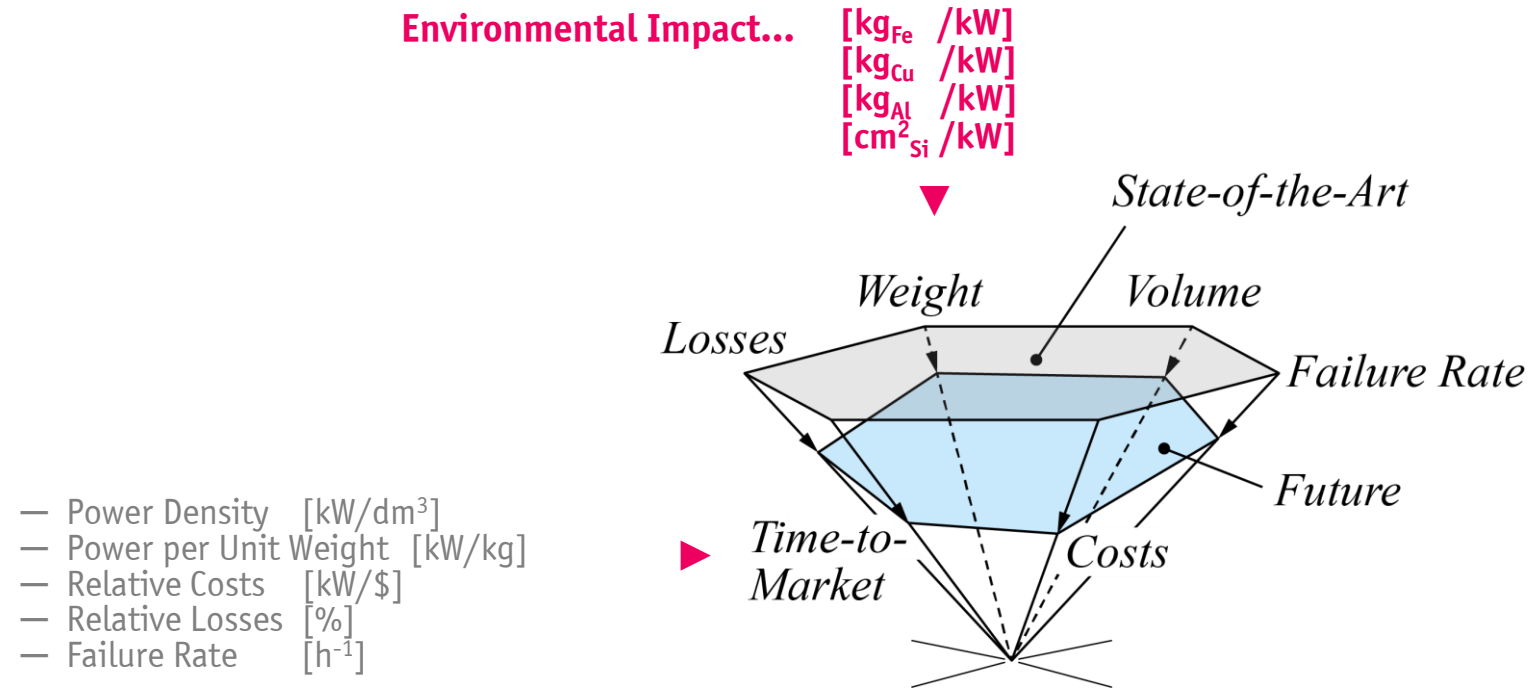 Environmental Impact... [kgFe /kW]
[kgCu /kW]
[kgAl /kW]
[cm²Si /kW]
State-of-the-Art
Weight
Volume
Losses
Failure Rate
Future
— Power Density [kW/dm³]
— Power per Unit Weight [kW/kg]
— Relative Costs [kW/$]
— Relative Losses [%]
— Failure Rate [h⁻¹]
Time-to-
Market
Costs